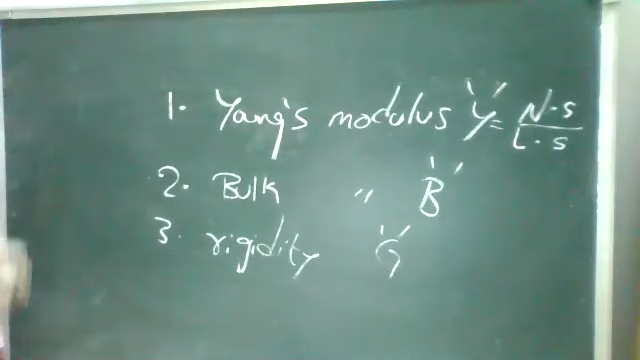 1. Yang's modulus 'Y' = N.s / L.s
2. Bulk " 'B'
3. rigidity 'G'